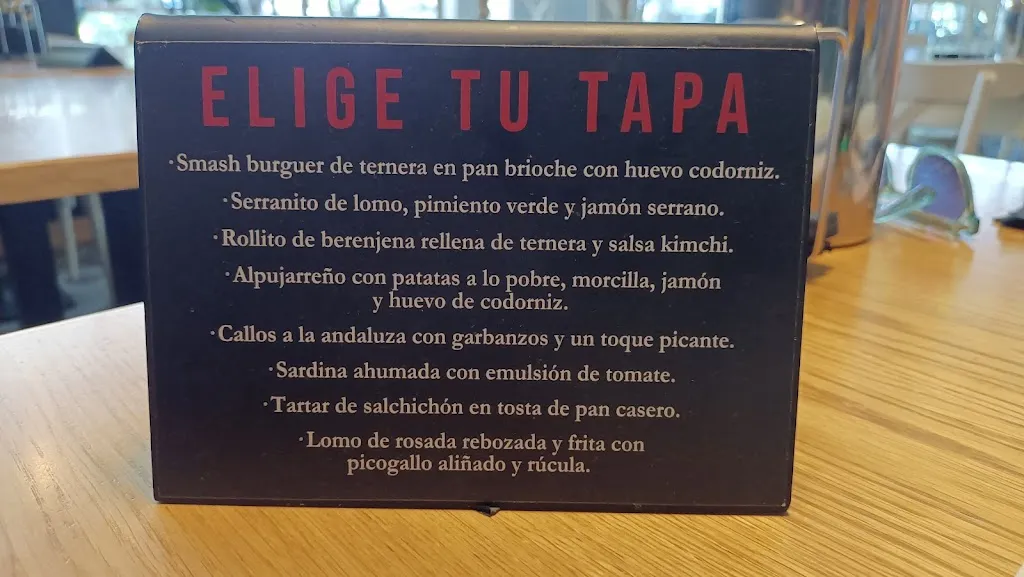 ELIGE TU TAPA
·Smash burguer de ternera en pan brioche con huevo codorniz.
·Serranito de lomo, pimiento verde y jamón serrano.
·Rollito de berenjena rellena de ternera y salsa kimchi.
·Alpujarreño con patatas a lo pobre, morcilla, jamón
y huevo de codorniz.
·Callos a la andaluza con garbanzos y un toque picante.
·Sardina ahumada con emulsión de tomate.
·Tartar de salchichón en tosta de pan casero.
·Lomo de rosada rebozada y frita con
picogallo aliñado y rúcula.